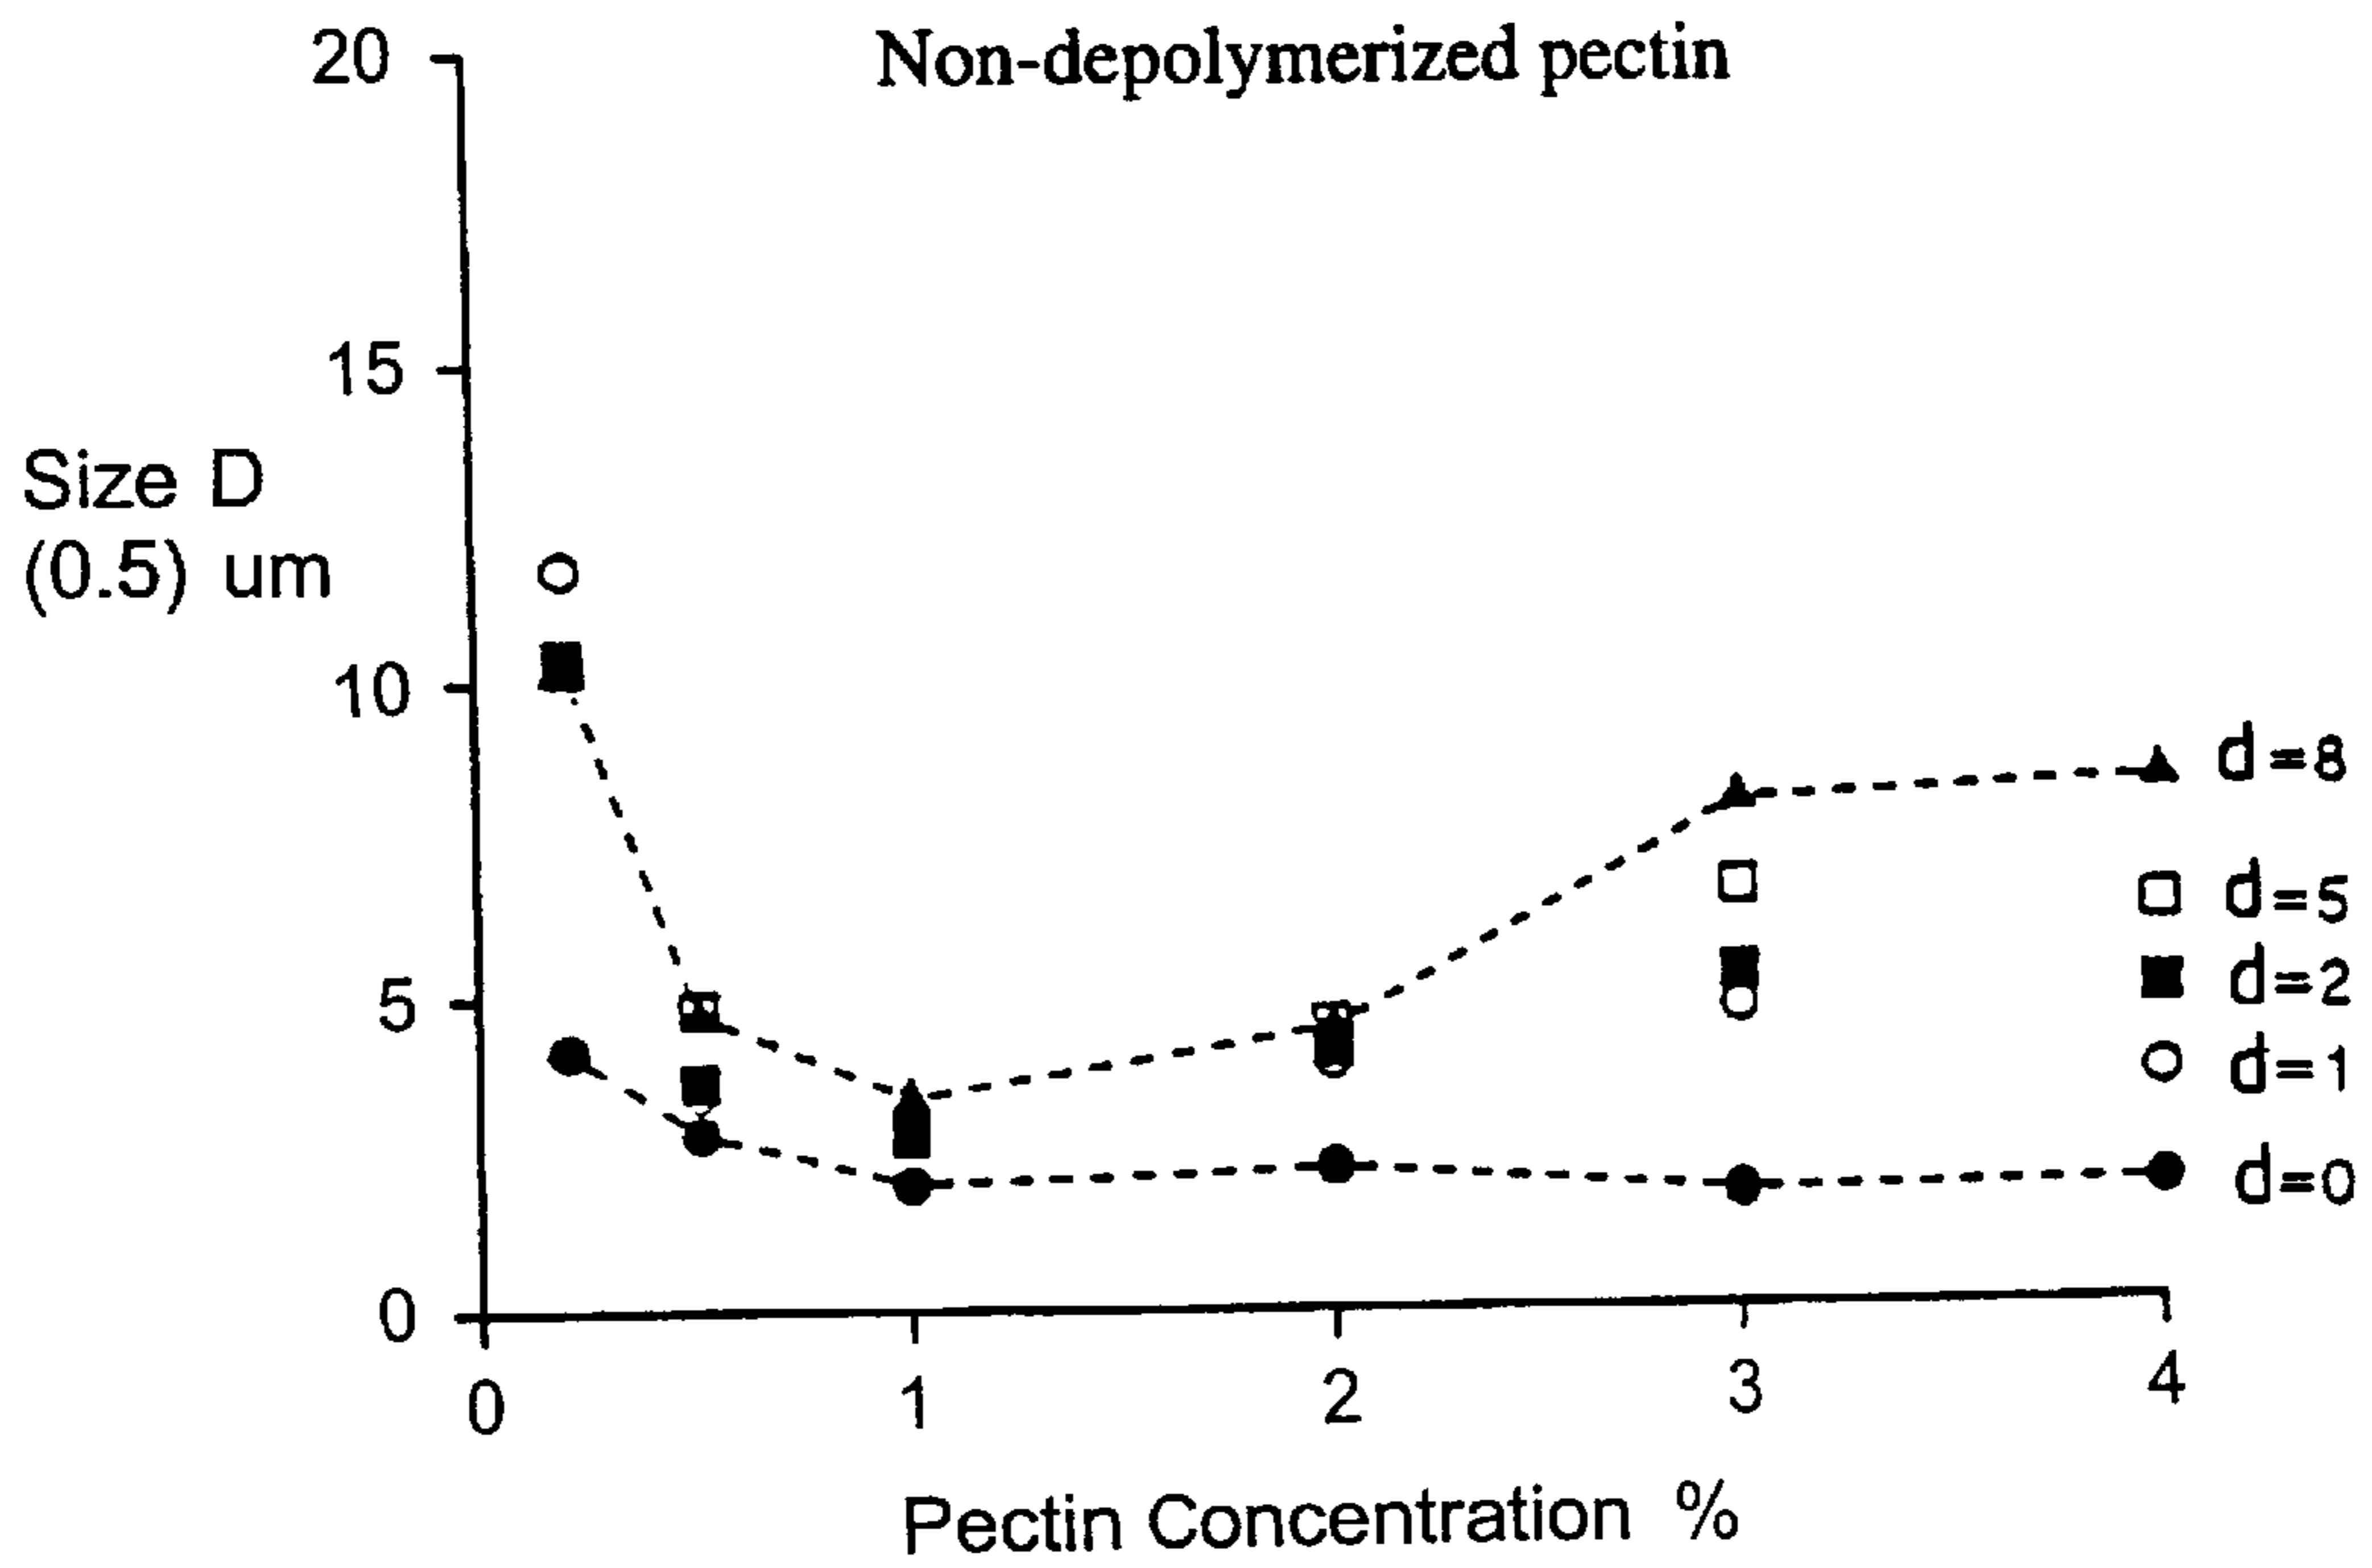 Non-depolymerized pectin
20
15
Size D
(0.5) um
10
5
0
d=8
d=5
d=2
d=1
d=0
0 1 2 3 4
Pectin Concentration %